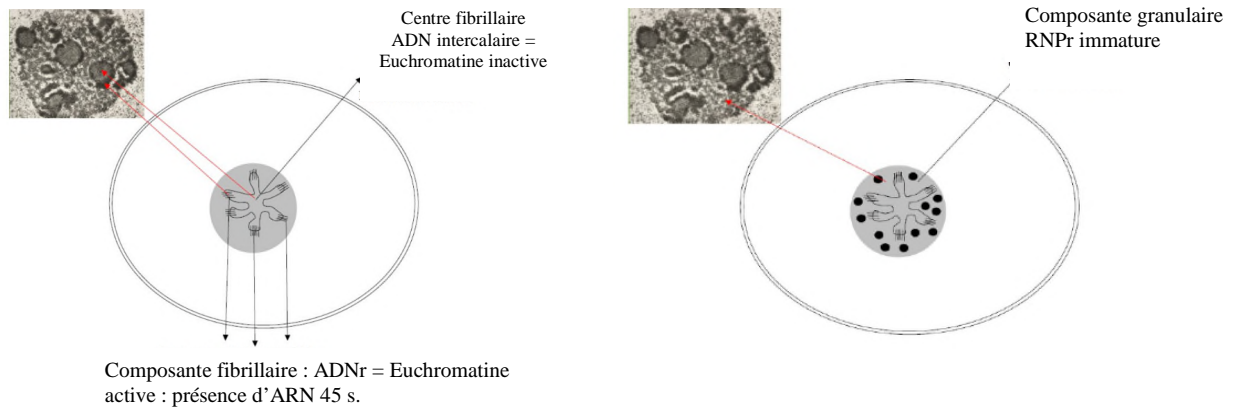 Centre fibrillaire
ADN intercalaire =
Euchromatine inactive
Composante granulaire
RNPr immature
Composante fibrillaire : ADNr = Euchromatine
active : présence d’ARN 45 s.